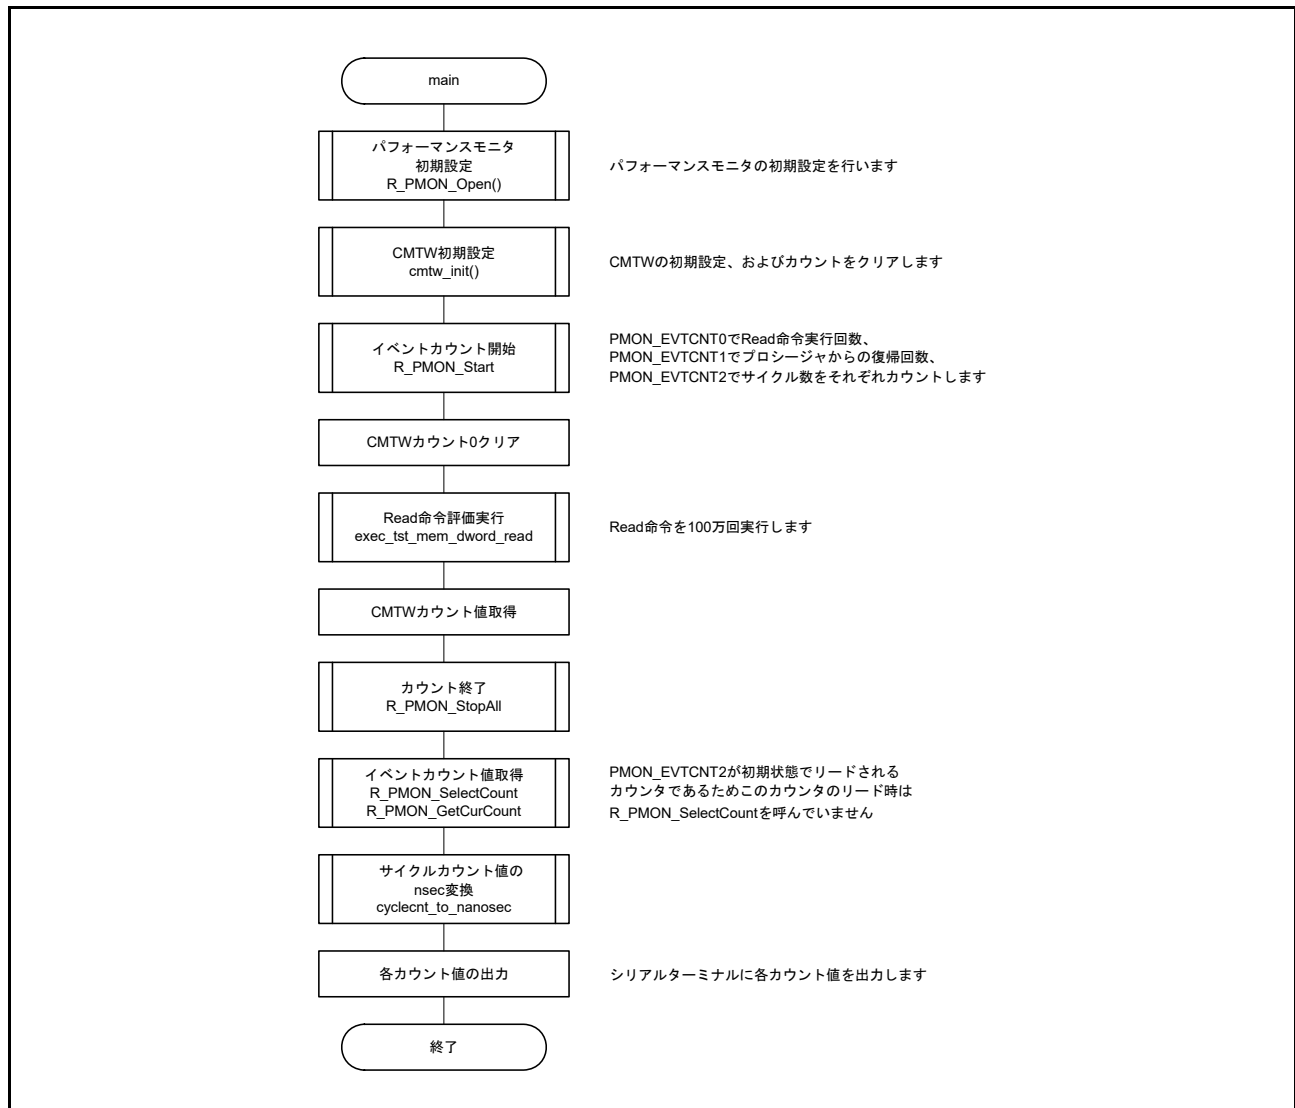 main
パフォーマンスモニタ
初期設定
R_PMON_Open()
パフォーマンスモニタの初期設定を行います
CMTW初期設定
cmtw_init()
CMTWの初期設定、およびカウントをクリアします
イベントカウント開始
R_PMON_Start
PMON_EVTCNT0でRead命令実行回数、
PMON_EVTCNT1でプロシージャからの復帰回数、
PMON_EVTCNT2でサイクル数をそれぞれカウントします
CMTWカウント0クリア
Read命令評価実行
exec_tst_mem_dword_read
Read命令を100万回実行します
CMTWカウント値取得
カウント終了
R_PMON_StopAll
イベントカウント値取得
R_PMON_SelectCount
R_PMON_GetCurCount
PMON_EVTCNT2が初期状態でリードされる
カウンタであるためこのカウンタのリード時は
R_PMON_SelectCountを呼んでいません
サイクルカウント値の
nsec変換
cyclecnt_to_nanosec
各カウント値の出力
シリアルターミナルに各カウント値を出力します
終了